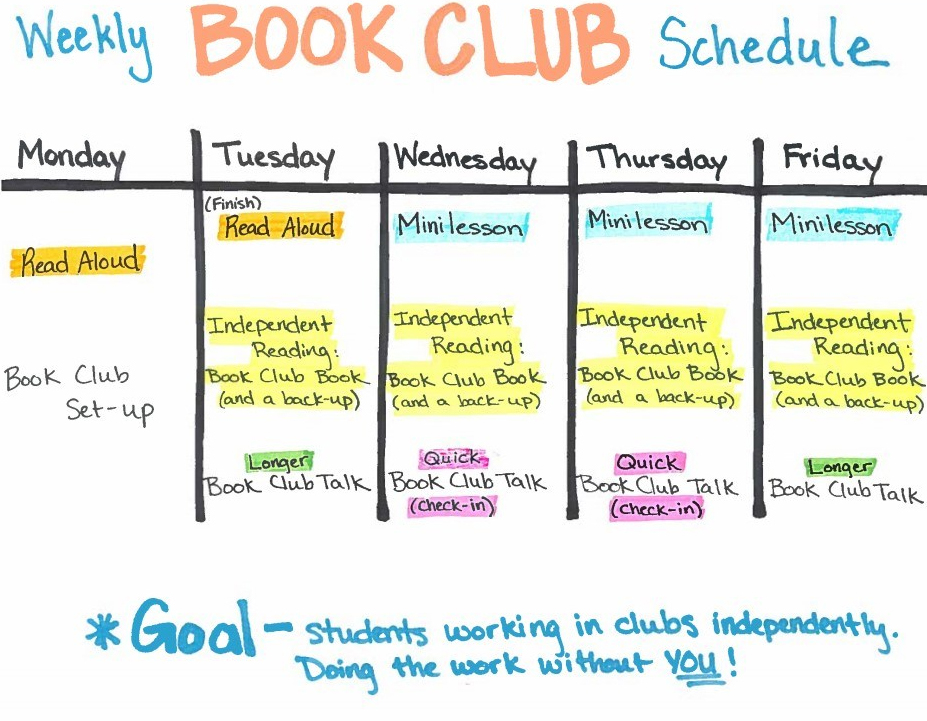 Weekly BOOK CLUB Schedule
Monday
Read Aloud
Book Club
Set-up
Tuesday
(Finish)
Read Aloud
Independent
Reading:
Book Club Book
(and a back-up)
Longer
Book Club Talk
Wednesday
Minilesson
Independent
Reading:
Book Club Book
(and a back-up)
Quick
Book Club Talk
(check-in)
Thursday
Minilesson
Independent
Reading:
Book Club Book
(and a back-up)
Quick
Book Club Talk
(check-in)
Friday
Minilesson
Independent
Reading:
Book Club Book
(and a back-up)
Longer
Book Club Talk
*Goal - students working in clubs independently.
Doing the work without YOU!